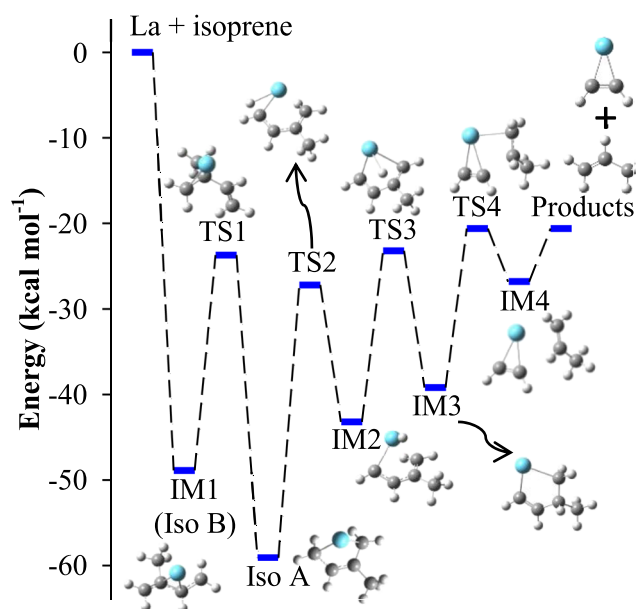 La + isoprene
0
-10
-20
-30
-40
-50
-60
Energy (kcal mol⁻¹)
+
TS1
TS2
TS3
TS4
Products
IM1
(Iso B)
Iso A
IM2
IM3
IM4